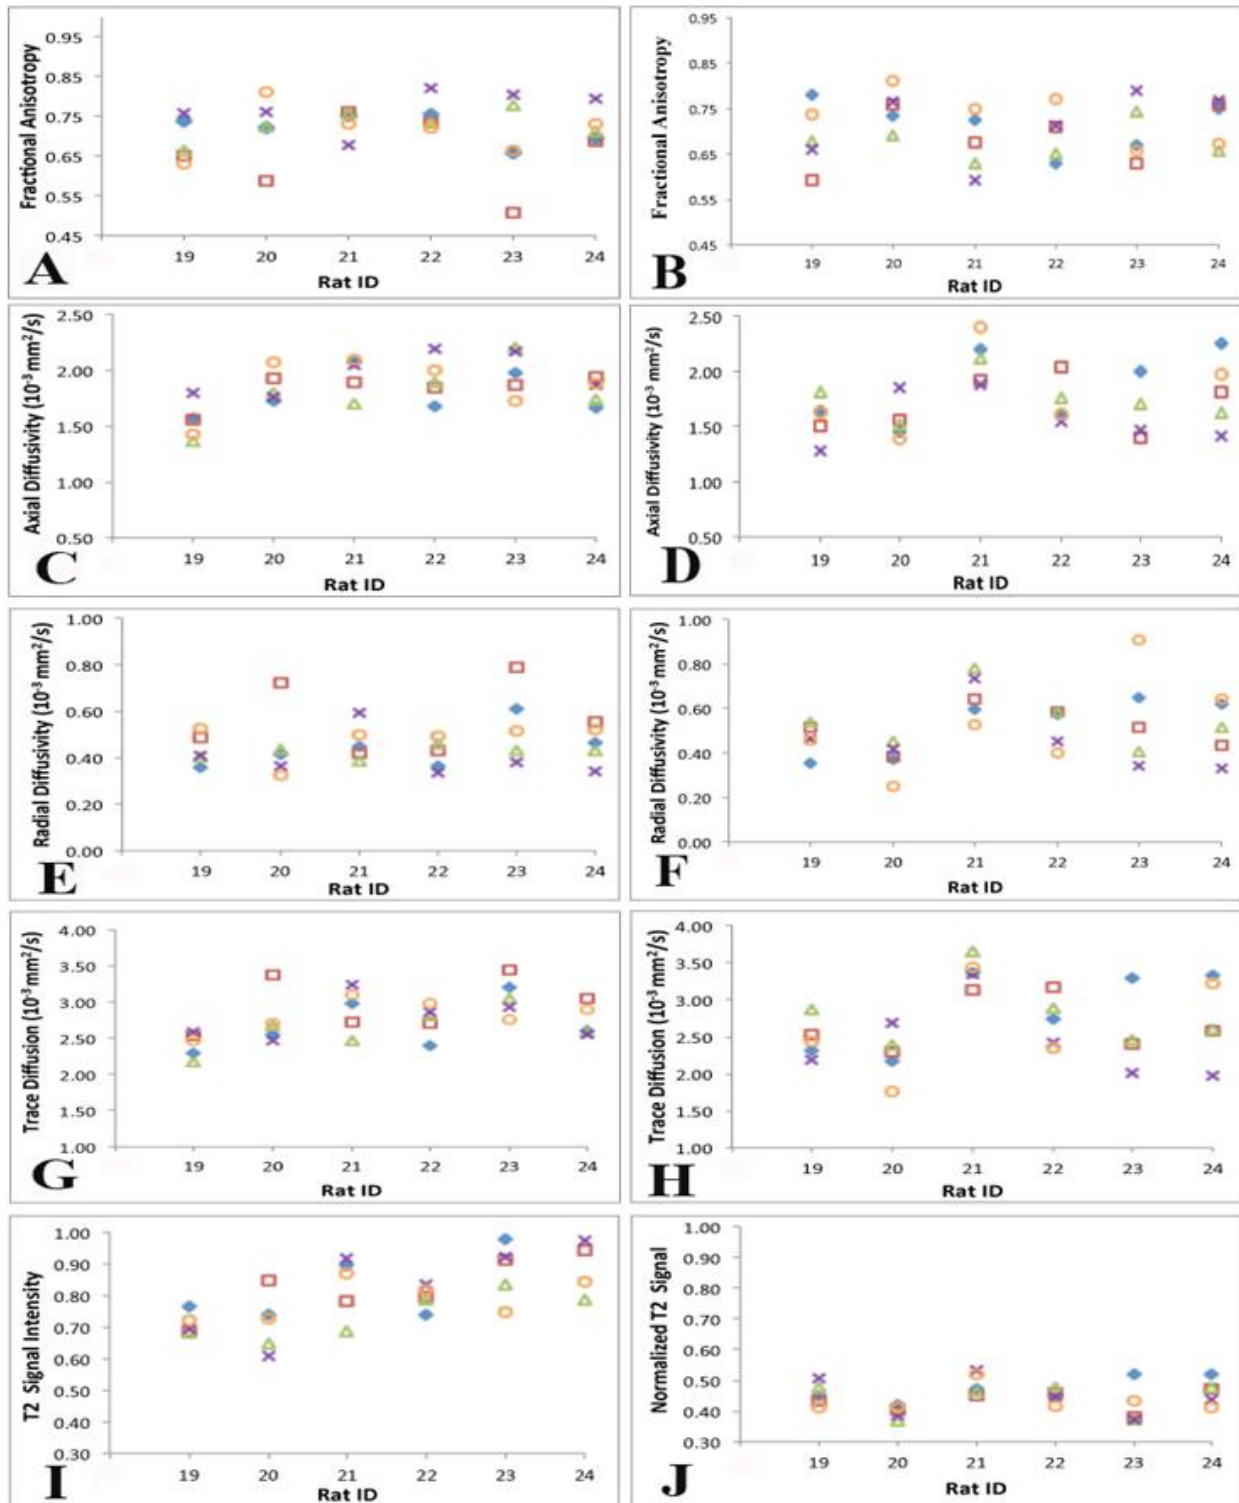 Fractional Anisotropy
0.95
0.85
0.75
0.65
0.55
0.45
19 20 21 22 23 24
Rat ID
A
Fractional Anisotropy
0.95
0.85
0.75
0.65
0.55
0.45
19 20 21 22 23 24
Rat ID
B
Axial Diffusivity (10⁻³ mm²/s)
2.50
2.00
1.50
1.00
0.50
19 20 21 22 23 24
Rat ID
C
Axial Diffusivity (10⁻³ mm²/s)
2.50
2.00
1.50
1.00
0.50
19 20 21 22 23 24
Rat ID
D
Radial Diffusivity (10⁻³ mm²/s)
1.00
0.80
0.60
0.40
0.20
0.00
19 20 21 22 23 24
Rat ID
E
Radial Diffusivity (10⁻³ mm²/s)
1.00
0.80
0.60
0.40
0.20
0.00
19 20 21 22 23 24
Rat ID
F
Trace Diffusion (10⁻³ mm²/s)
4.00
3.50
3.00
2.50
2.00
1.50
1.00
19 20 21 22 23 24
Rat ID
G
Trace Diffusion (10⁻³ mm²/s)
4.00
3.50
3.00
2.50
2.00
1.50
1.00
19 20 21 22 23 24
Rat ID
H
T2 Signal Intensity
1.00
0.90
0.80
0.70
0.60
0.50
0.40
0.30
19 20 21 22 23 24
Rat ID
I
Normalized T2 Signal
1.00
0.90
0.80
0.70
0.60
0.50
0.40
0.30
19 20 21 22 23 24
Rat ID
J